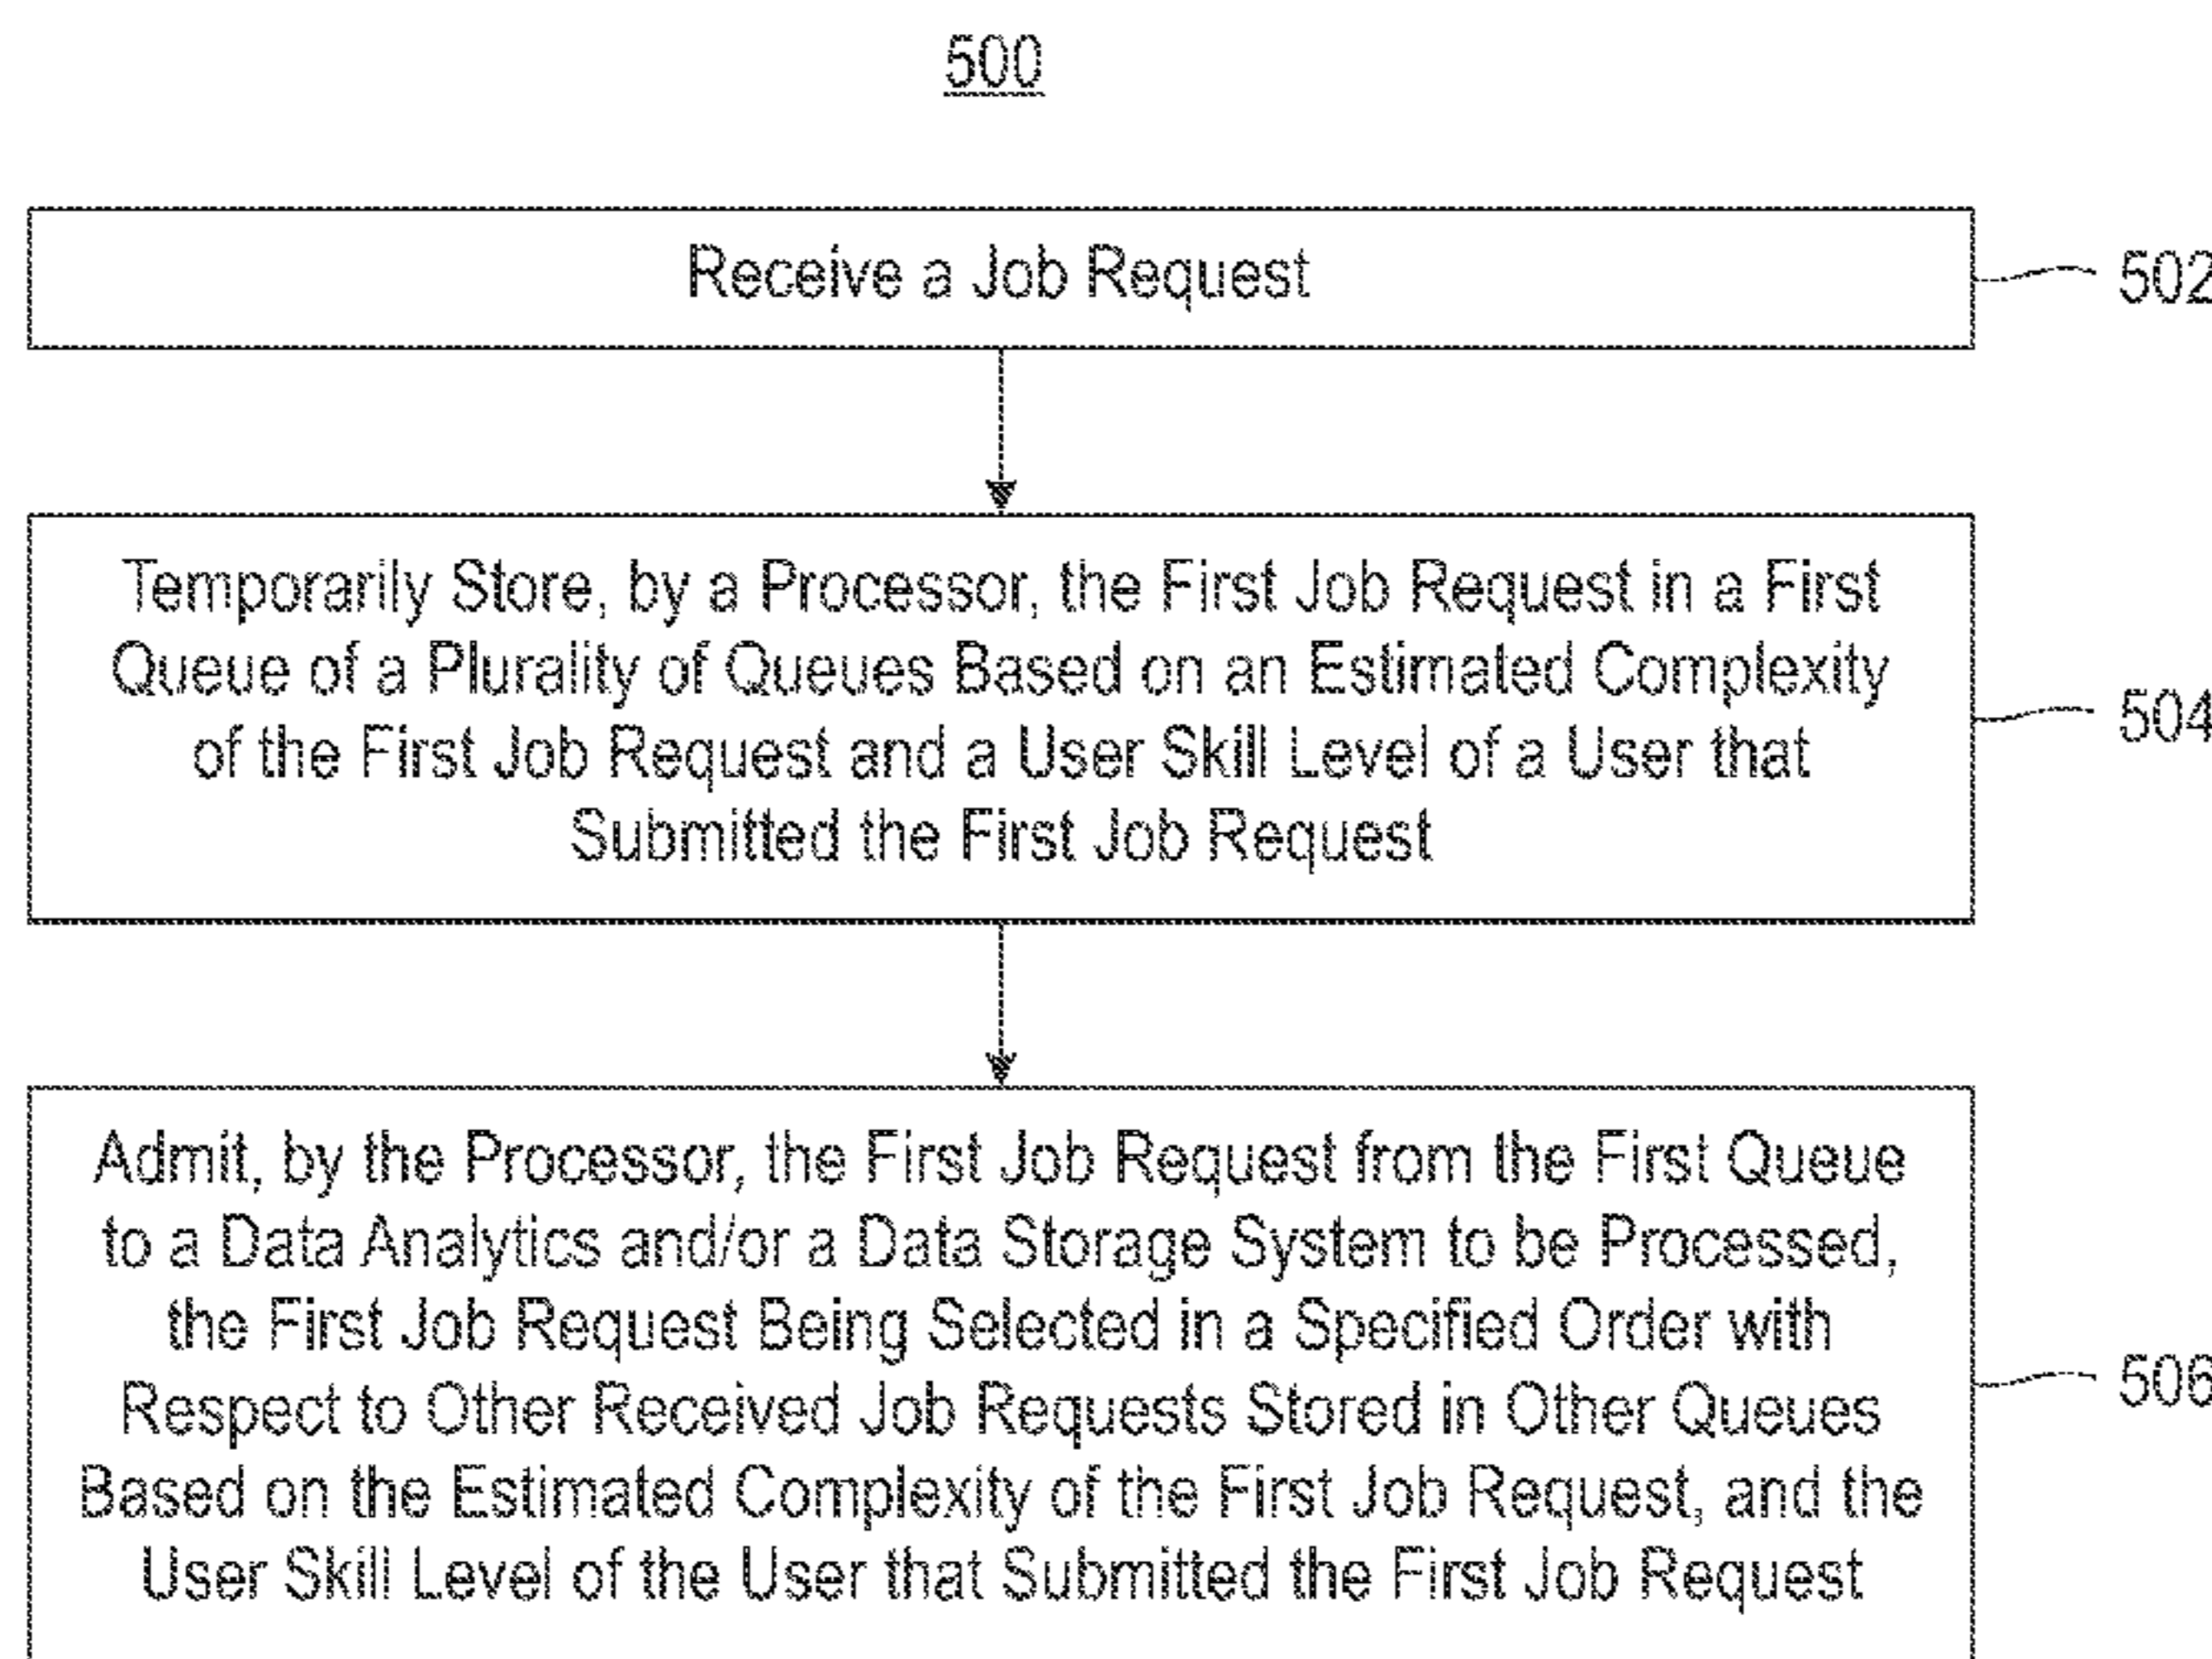 500
Receive a Job Request
502
Temporarily Store, by a Processor, the First Job Request in a First
Queue of a Plurality of Queues Based on an Estimated Complexity
of the First Job Request and a User Skill Level of a User that
Submitted the First Job Request
504
Admit, by the Processor, the First Job Request from the First Queue
to a Data Analytics and/or a Data Storage System to be Processed,
the First Job Request Being Selected in a Specified Order with
Respect to Other Received Job Requests Stored in Other Queues
Based on the Estimated Complexity of the First Job Request, and the
User Skill Level of the User that Submitted the First Job Request
506